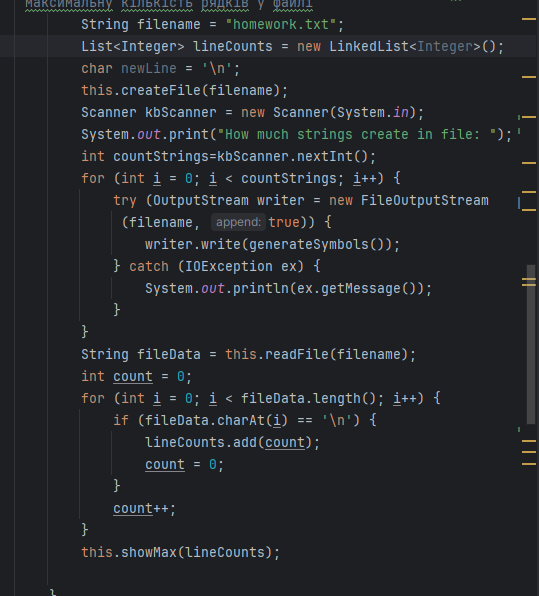 максимальну кількість рядків у файлі
String filename = "homework.txt";
List<Integer> lineCounts = new LinkedList<Integer>();
char newLine = '\n';
this.createFile(filename);
Scanner kbScanner = new Scanner(System.in);
System.out.print("How much strings create in file: ");
int countStrings=kbScanner.nextInt();
for (int i = 0; i < countStrings; i++) {
try (OutputStream writer = new FileOutputStream
(filename, append: true)) {
writer.write(generateSymbols());
} catch (IOException ex) {
System.out.println(ex.getMessage());
}
}
String fileData = this.readFile(filename);
int count = 0;
for (int i = 0; i < fileData.length(); i++) {
if (fileData.charAt(i) == '\n') {
lineCounts.add(count);
count = 0;
}
count++;
}
this.showMax(lineCounts);
}